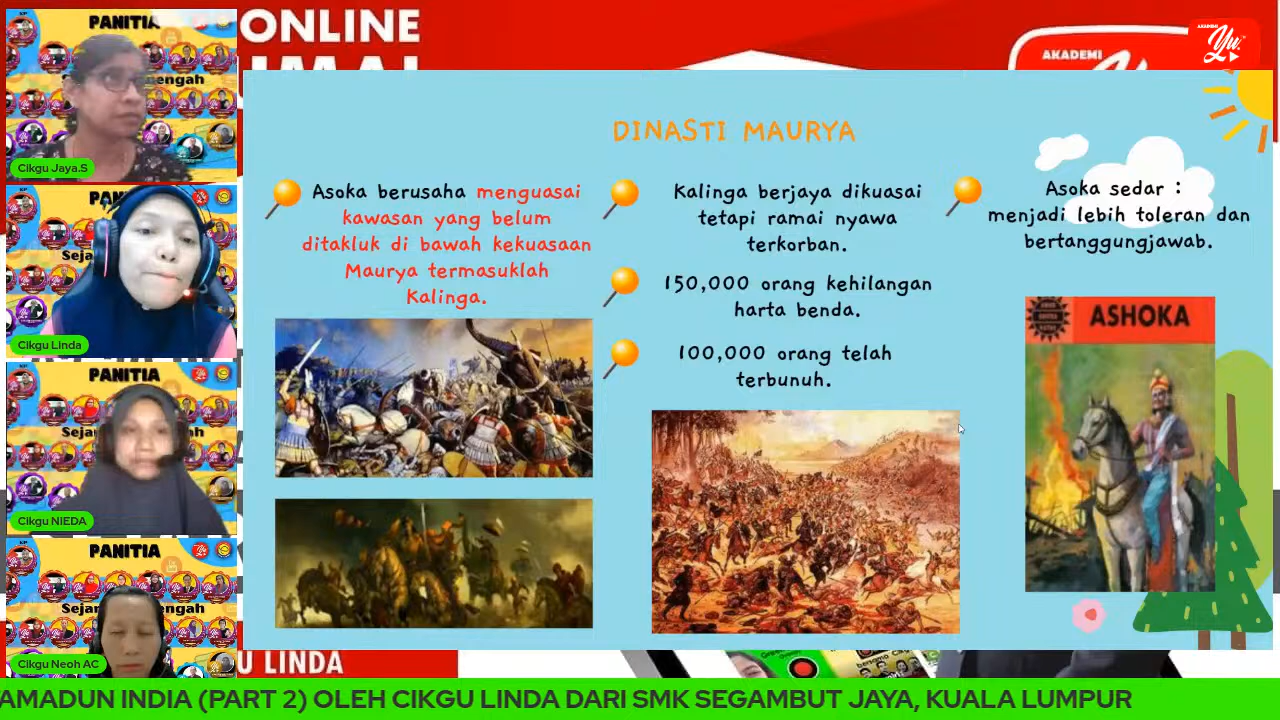 ONLINE
AKADEMI
AKADEMI
Yu
PANITIA
Cikgu Jaya.S
Cikgu Linda
PANITIA
Cikgu NIEDA
PANITIA
Cikgu Neoh AC
DINASTI MAURYA
Asoka berusaha menguasai
kawasan yang belum
ditakluk di bawah kekuasaan
Maurya termasuklah
Kalinga.
Kalinga berjaya dikuasai
tetapi ramai nyawa
terkorban.
150,000 orang kehilangan
harta benda.
100,000 orang telah
terbunuh.
Asoka sedar :
menjadi lebih toleran dan
bertanggungjawab.
ASHOKA
U LINDA
AMADUN INDIA (PART 2) OLEH CIKGU LINDA DARI SMK SEGAMBUT JAYA, KUALA LUMPUR